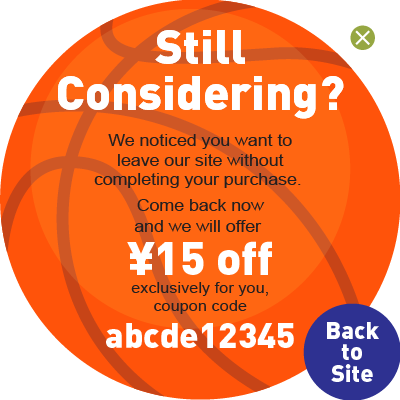 Still
Considering?
We noticed you want to
leave our site without
completing your purchase.
Come back now
and we will offer
¥15 off
exclusively for you,
coupon code
abcde12345
Back
to
Site